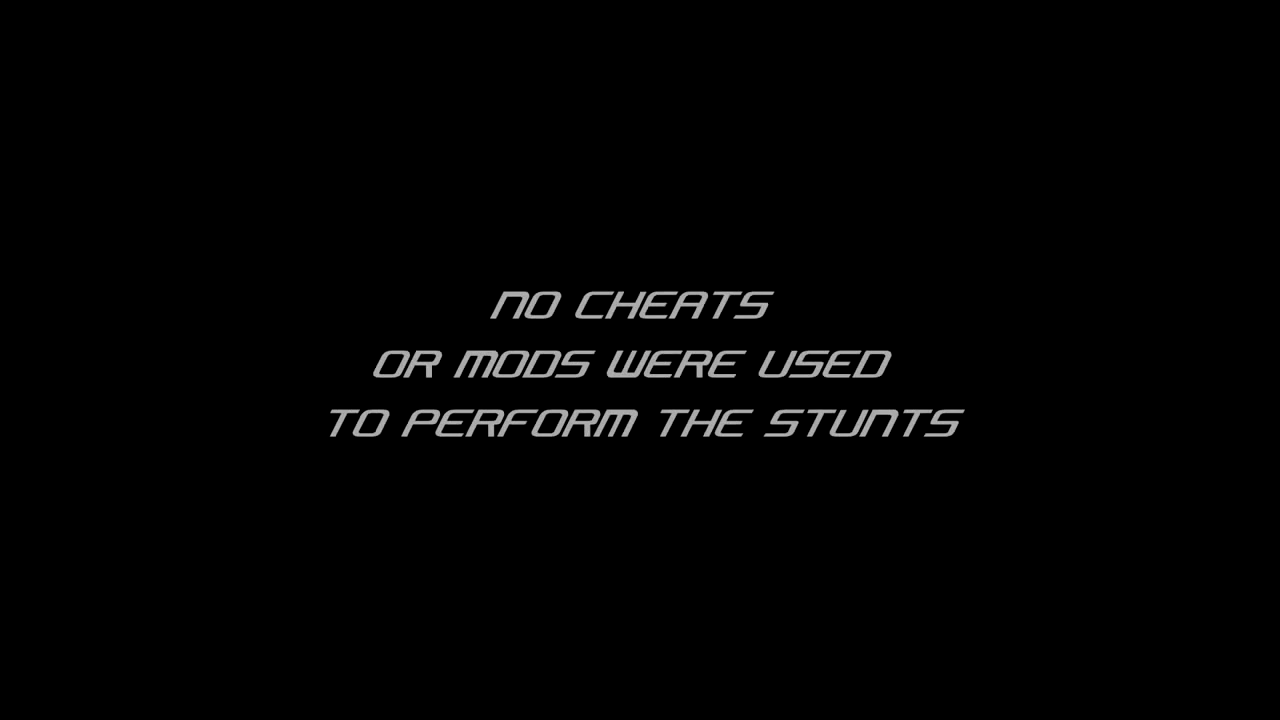 NO CHEATS
OR MODS WERE USED
TO PERFORM THE STUNTS